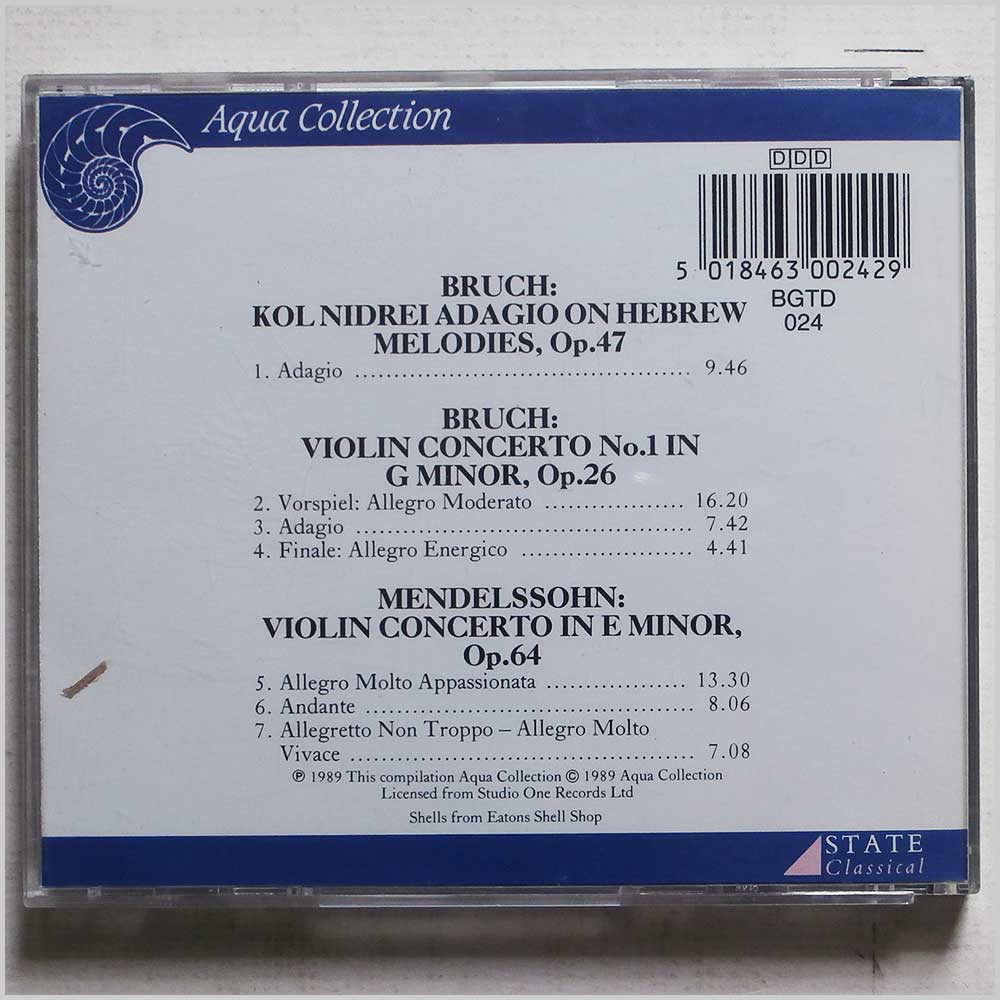 Aqua Collection
DDD
5 018463 002429
BGTD
024
BRUCH:
KOL NIDREI ADAGIO ON HEBREW
MELODIES, Op.47
1. Adagio ........................................... 9.46
BRUCH:
VIOLIN CONCERTO No.1 IN
G MINOR, Op.26
2. Vorspiel: Allegro Moderato .................. 16.20
3. Adagio ........................................... 7.42
4. Finale: Allegro Energico ...................... 4.41
MENDELSSOHN:
VIOLIN CONCERTO IN E MINOR,
Op.64
5. Allegro Molto Appassionata .................. 13.30
6. Andante .......................................... 8.06
7. Allegretto Non Troppo – Allegro Molto
Vivace ............................................ 7.08
℗ 1989 This compilation Aqua Collection © 1989 Aqua Collection
Licensed from Studio One Records Ltd
Shells from Eatons Shell Shop
STATE
Classical